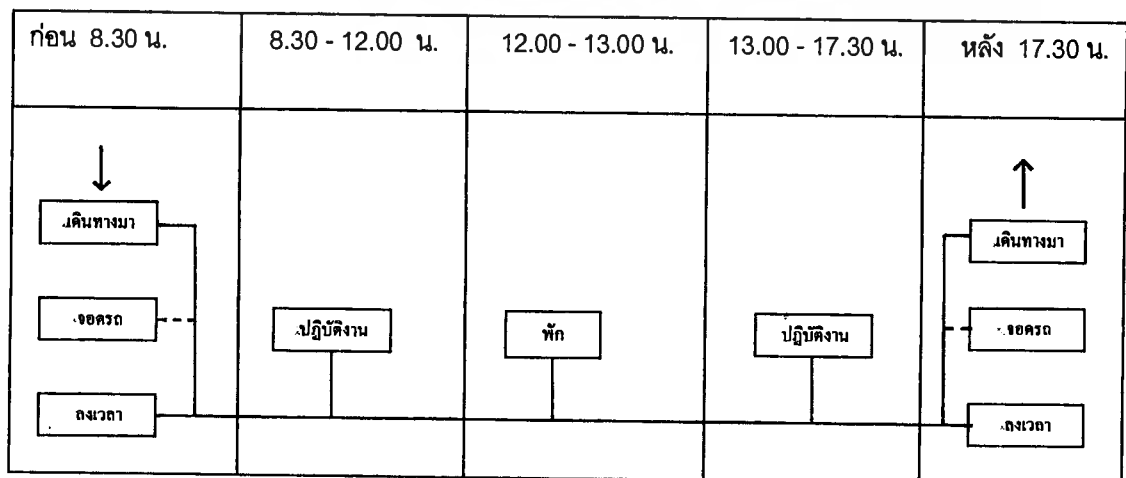 ก่อน 8.30 น.
8.30 - 12.00 น.
12.00 - 13.00 น.
13.00 - 17.30 น.
หลัง 17.30 น.
เดินทางมา
จอดรถ
ลงเวลา
ปฏิบัติงาน
พัก
ปฏิบัติงาน
เดินทางมา
จอดรถ
ลงเวลา